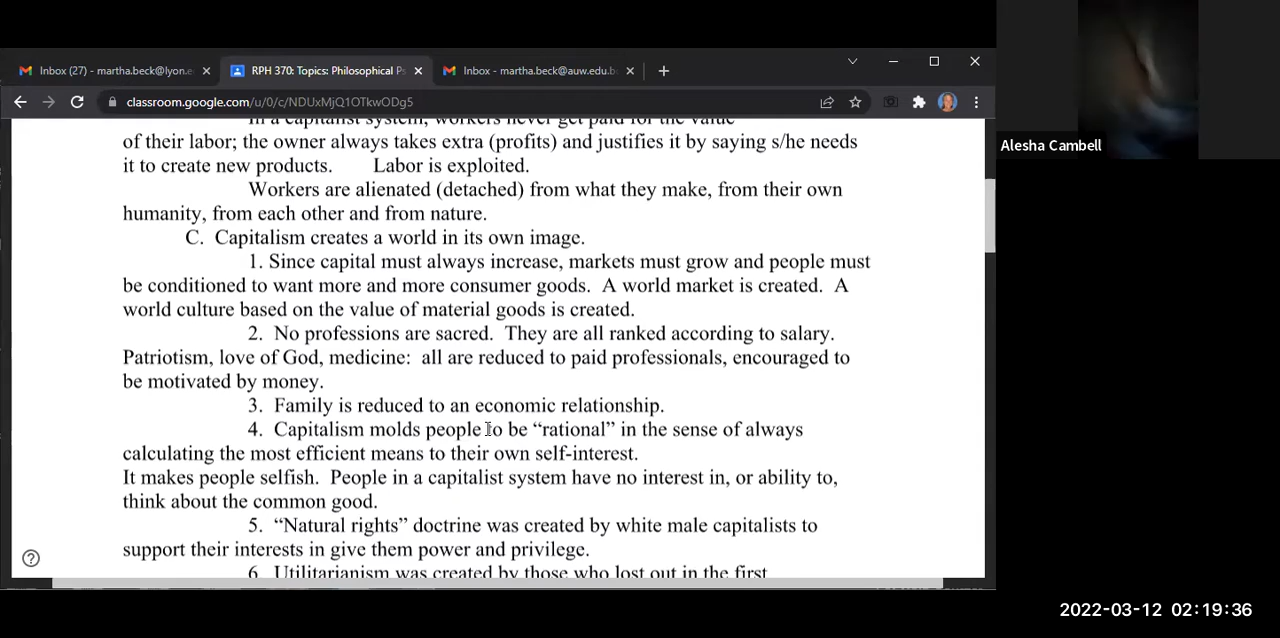 Inbox (27) - martha.beck@lyon.e
RPH 370: Topics: Philosophical P
Inbox - martha.beck@auw.edu.b
classroom.google.com/u/0/c/NDUxMjQ1OTkwODg5
In a capitalist system, workers never get paid for the value
of their labor; the owner always takes extra (profits) and justifies it by saying s/he needs
it to create new products. Labor is exploited.
Workers are alienated (detached) from what they make, from their own
humanity, from each other and from nature.
C. Capitalism creates a world in its own image.
1. Since capital must always increase, markets must grow and people must
be conditioned to want more and more consumer goods. A world market is created. A
world culture based on the value of material goods is created.
2. No professions are sacred. They are all ranked according to salary.
Patriotism, love of God, medicine: all are reduced to paid professionals, encouraged to
be motivated by money.
3. Family is reduced to an economic relationship.
4. Capitalism molds people to be “rational” in the sense of always
calculating the most efficient means to their own self-interest.
It makes people selfish. People in a capitalist system have no interest in, or ability to,
think about the common good.
5. “Natural rights” doctrine was created by white male capitalists to
support their interests in give them power and privilege.
6. Utilitarianism was created by those who lost out in the first
Alesha Cambell
2022-03-12 02:19:36